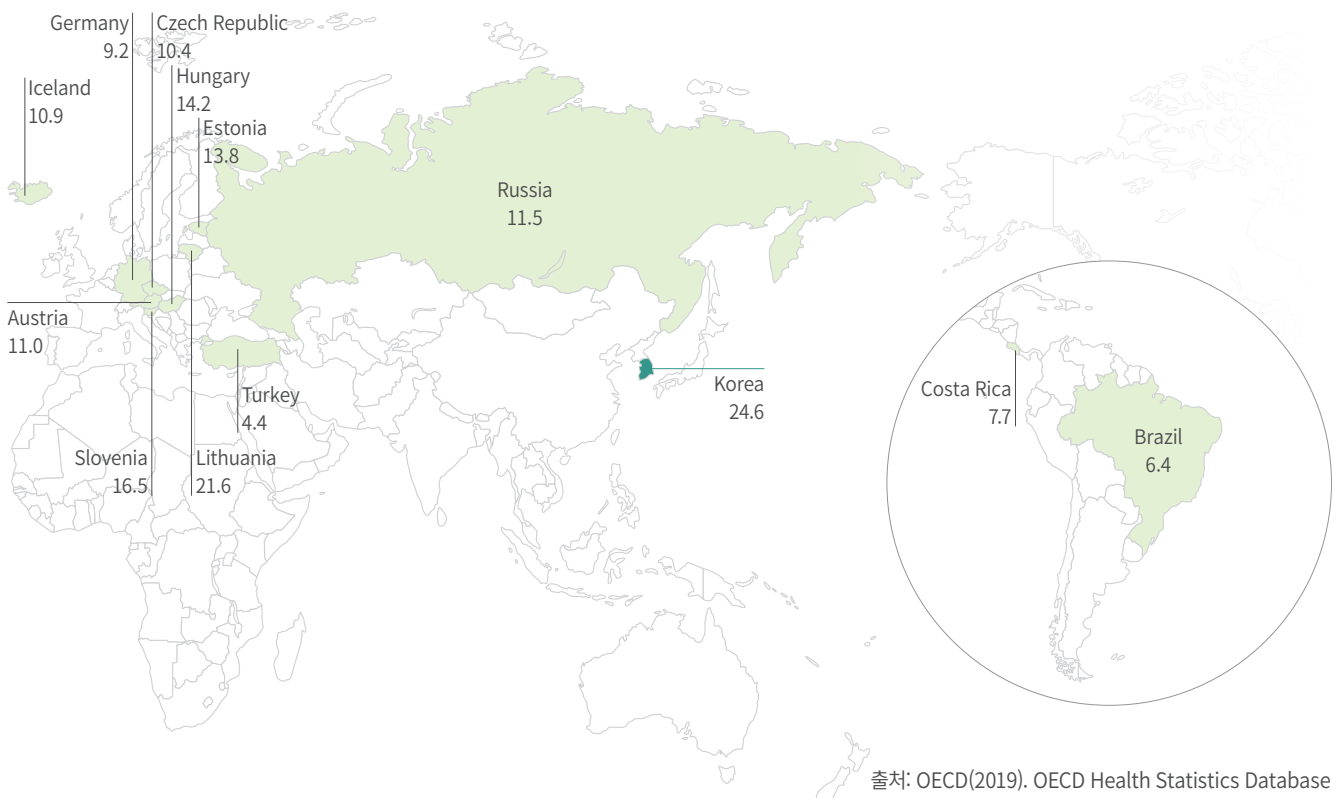 Germany
9.2
Czech Republic
10.4
Iceland
10.9
Hungary
14.2
Estonia
13.8
Russia
11.5
Austria
11.0
Turkey
4.4
Korea
24.6
Slovenia
16.5
Lithuania
21.6
Costa Rica
7.7
Brazil
6.4
출처: OECD(2019). OECD Health Statistics Database